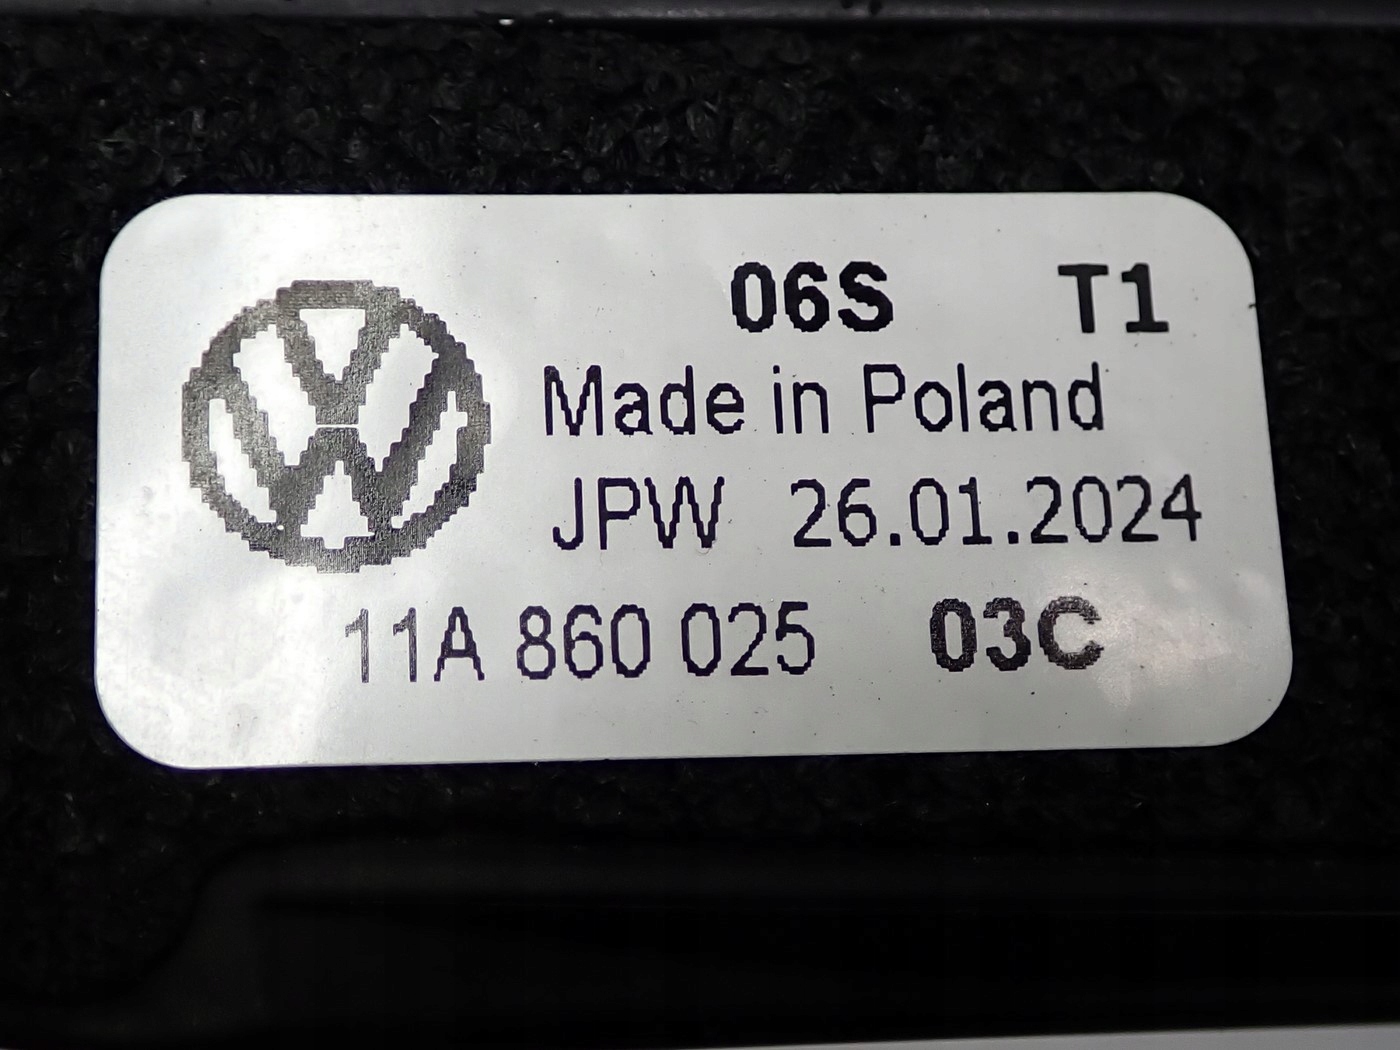 06S T1
Made in Poland
JPW 26.01.2024
11A 860 025 03C